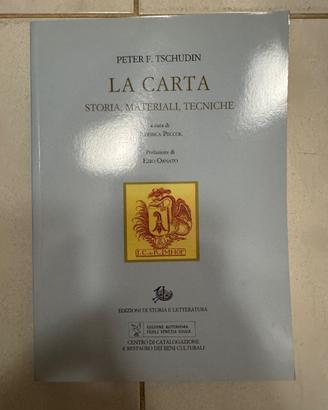 PETER F. TSCHUDIN
LA CARTA
STORIA, MATERIALI, TECNICHE
a cura di
PECCOL
Prefazione di
EZIO ORNATO
EDIZIONI DI STORIA E LETTERATURA
REGIONE AUTONOMA
FRIULI VENEZIA GIULIA
CENTRO DI CATALOGAZIONE
E RESTAURO DEI BENI CULTURALI